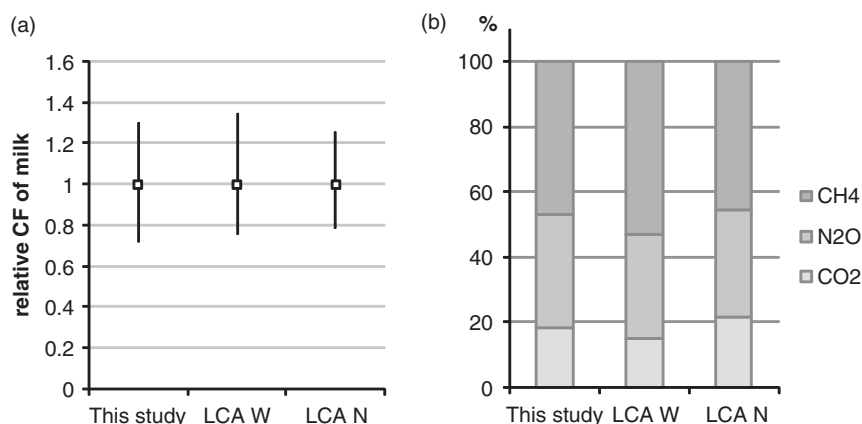 (a)
relative CF of milk
1.6
1.4
1.2
1
0.8
0.6
0.4
0.2
0
This study LCA W LCA N
(b)
%
100
80
60
40
20
0
This study LCA W LCA N
CH4
N2O
CO2